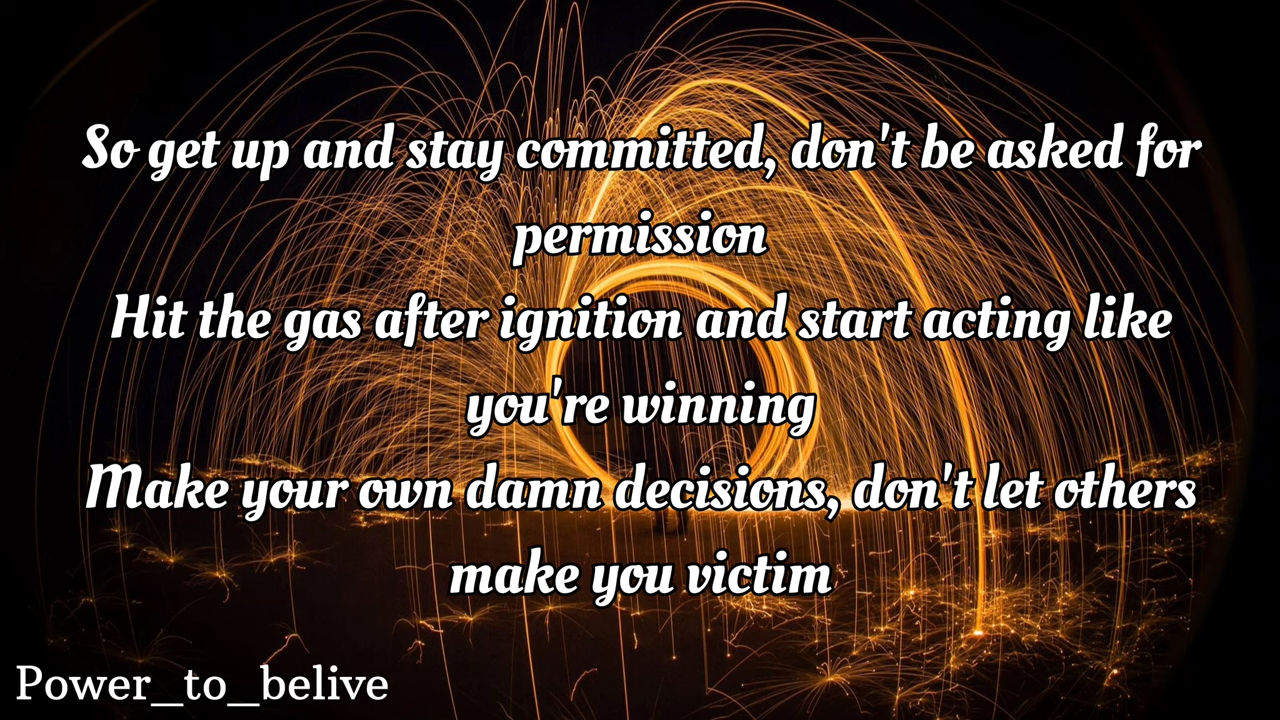 So get up and stay committed, don't be asked for
permission
Hit the gas after ignition and start acting like
you're winning
Make your own damn decisions, don't let others
make you victim
Power_to_belive